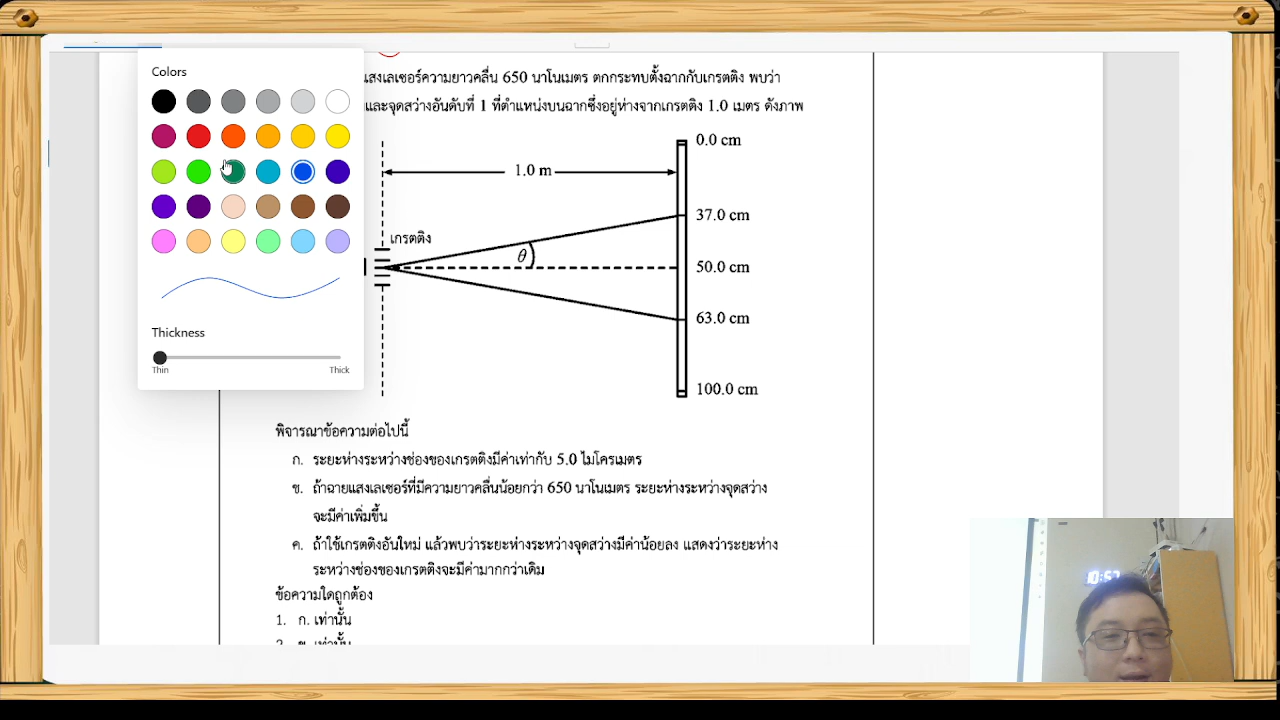 Colors
แสงเลเซอร์ความยาวคลื่น 650 นาโนเมตร ตกกระทบตั้งฉากกับเกรตติง พบว่า
และจุดสว่างอันดับที่ 1 ที่ตำแหน่งบนฉากซึ่งอยู่ห่างจากเกรตติง 1.0 เมตร ดังภาพ
0.0 cm
1.0 m
37.0 cm
เกรตติง
θ
50.0 cm
63.0 cm
Thickness
Thin
Thick
100.0 cm
พิจารณาข้อความต่อไปนี้
ก. ระยะห่างระหว่างช่องของเกรตติงมีค่าเท่ากับ 5.0 ไมโครเมตร
ข. ถ้าฉายแสงเลเซอร์ที่มีความยาวคลื่นน้อยกว่า 650 นาโนเมตร ระยะห่างระหว่างจุดสว่าง
จะมีค่าเพิ่มขึ้น
ค. ถ้าใช้เกรตติงอันใหม่ แล้วพบว่าระยะห่างระหว่างจุดสว่างมีค่าน้อยลง แสดงว่าระยะห่าง
ระหว่างช่องของเกรตติงจะมีค่ามากกว่าเดิม
ข้อความใดถูกต้อง
1. ก. เท่านั้น
2. ข. เท่านั้น
10:57